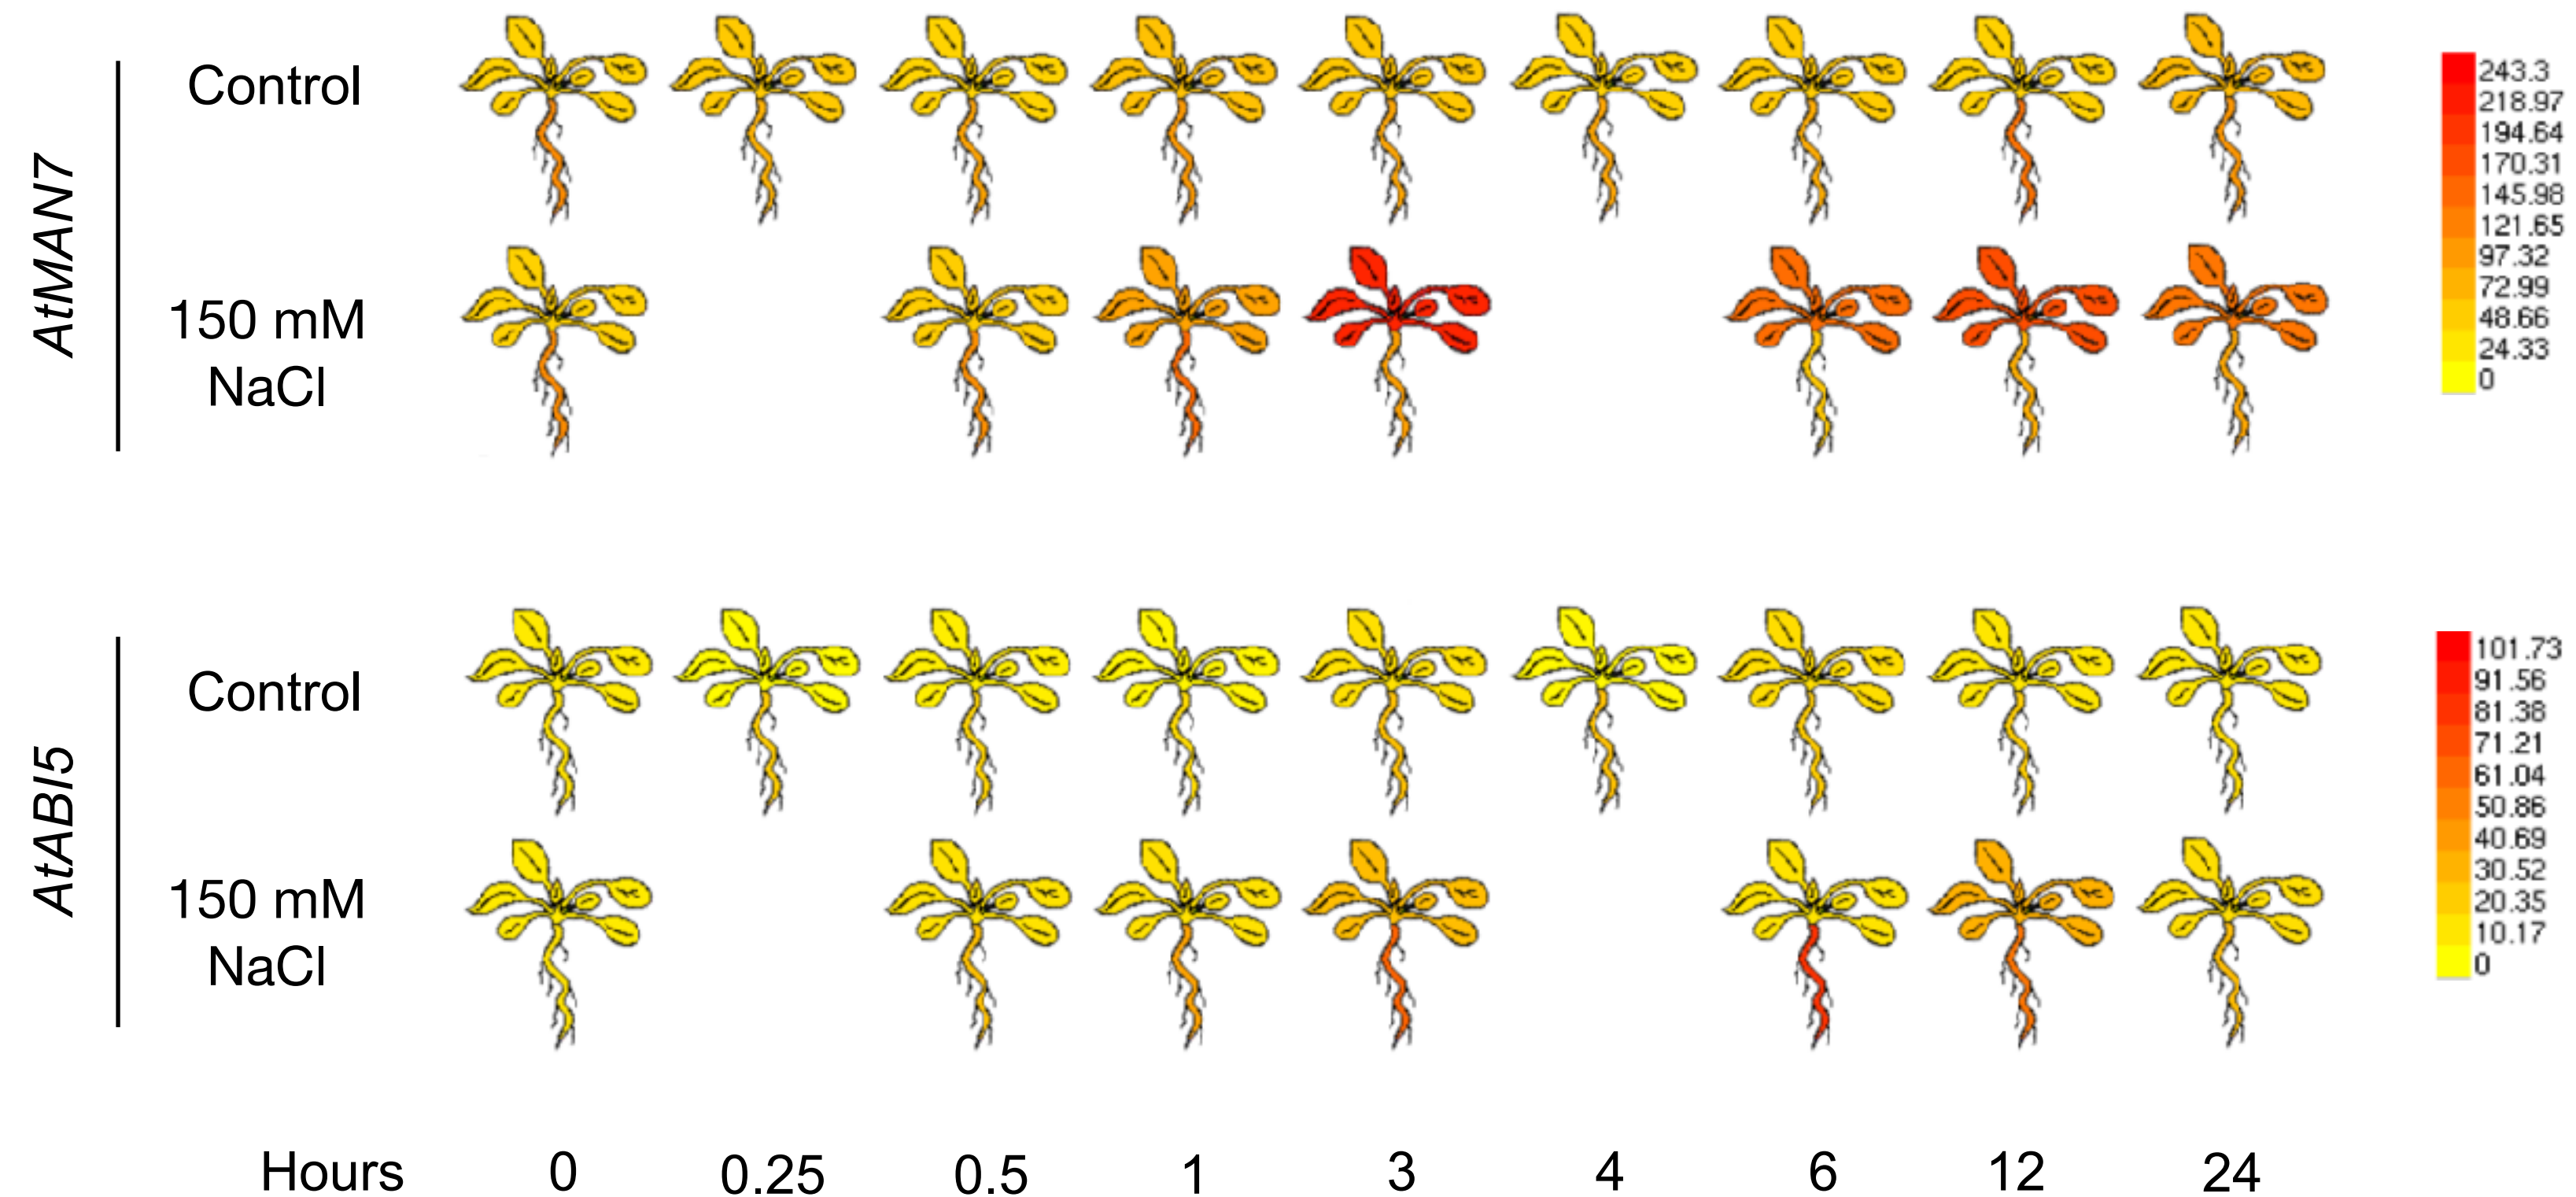 AtMAN7
Control
150 mM
NaCl
243.3
218.97
194.64
170.31
145.98
121.65
97.32
72.99
48.66
24.33
0
AtABI5
Control
150 mM
NaCl
101.73
91.56
81.38
71.21
61.04
50.86
40.69
30.52
20.35
10.17
0
Hours 0 0.25 0.5 1 3 4 6 12 24